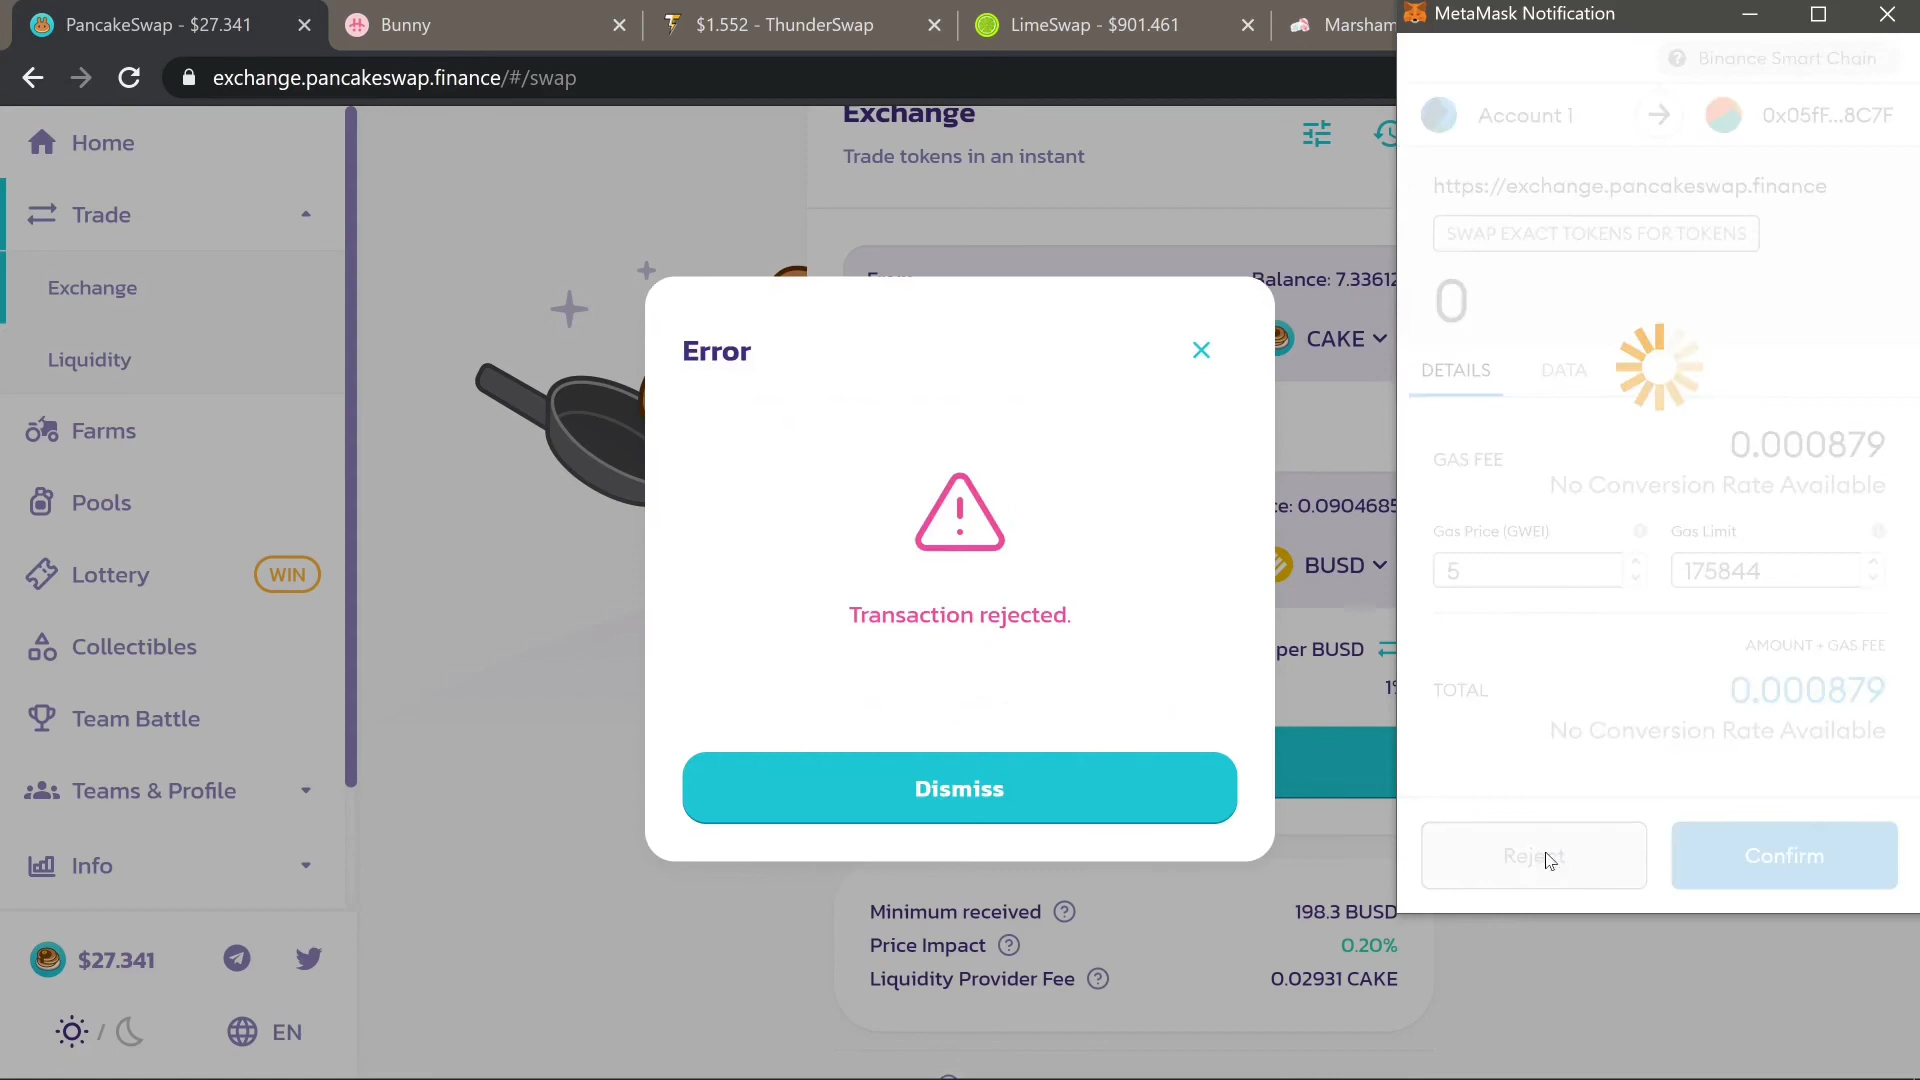 PancakeSwap - $27.341
Bunny
$1.552 - ThunderSwap
LimeSwap - $901.461
Marsham
exchange.pancakeswap.finance/#/swap
Home
Trade
Exchange
Liquidity
Farms
Pools
Lottery
WIN
Collectibles
Team Battle
Teams & Profile
Info
$27.341
/
EN
Exchange
Trade tokens in an instant
Balance: 7.33612
CAKE
ce: 0.0904685
BUSD
per BUSD
Error
Transaction rejected.
Dismiss
Minimum received ?
198.3 BUSD
Price Impact ?
0.20%
Liquidity Provider Fee ?
0.02931 CAKE
MetaMask Notification
? Binance Smart Chain
Account 1
0x05fF...8C7F
https://exchange.pancakeswap.finance
SWAP EXACT TOKENS FOR TOKENS
0
DETAILS
DATA
GAS FEE
0.000879
No Conversion Rate Available
Gas Price (GWEI)
Gas Limit
5
175844
AMOUNT + GAS FEE
TOTAL
0.000879
No Conversion Rate Available
Reject
Confirm